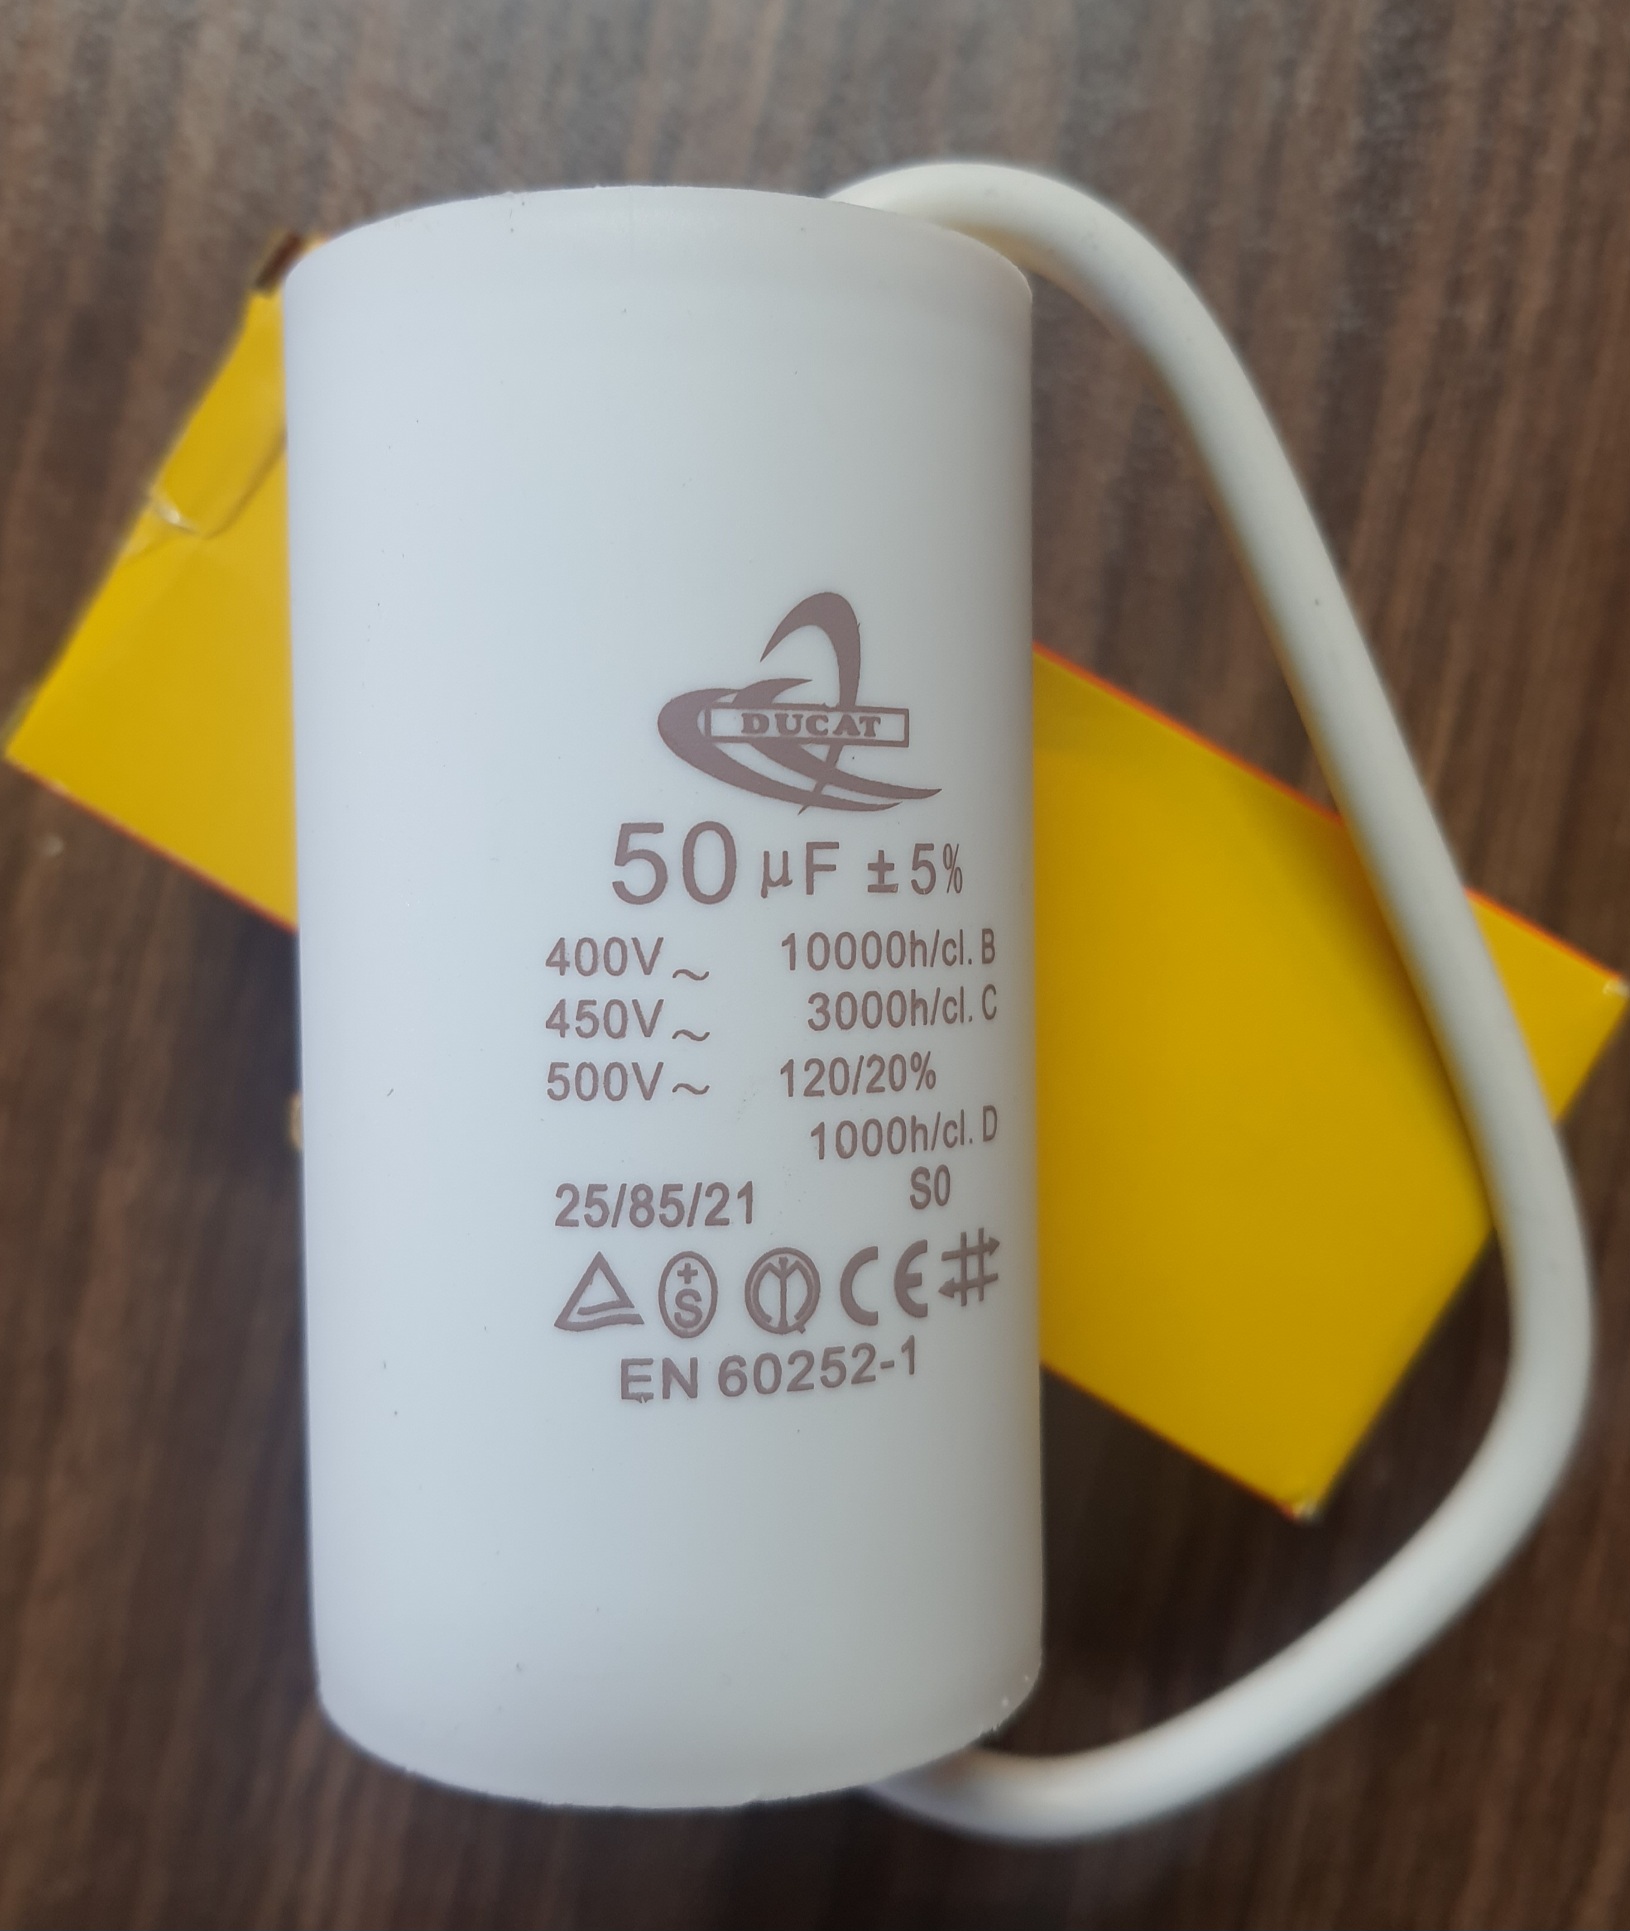 DUCAT
50 µF ± 5%
400V~ 10000h/cl. B
450V~ 3000h/cl. C
500V~ 120/20%
1000h/cl. D
25/85/21 S0
+S CE
EN 60252-1